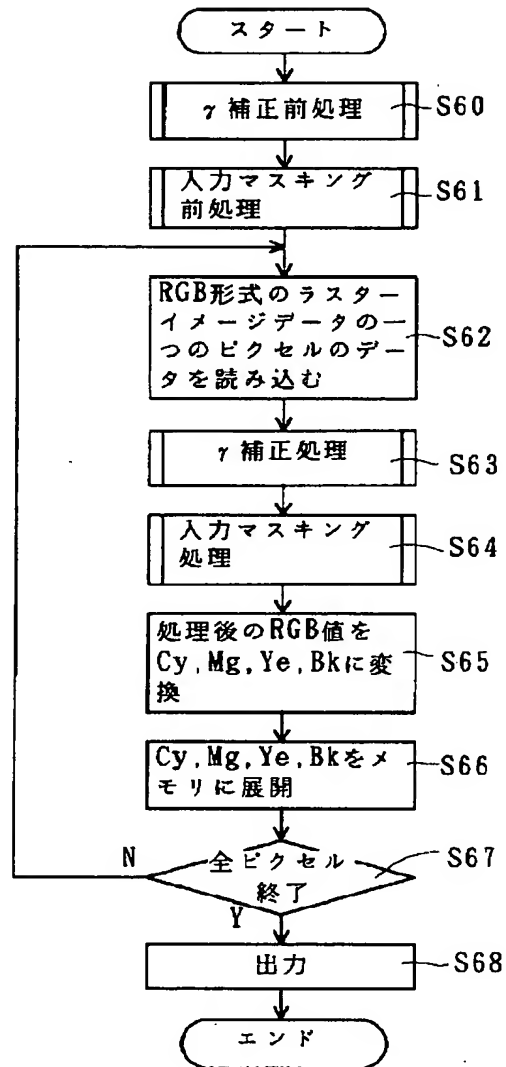 スタート
γ補正前処理
S60
入力マスキング
前処理
S61
RGB形式のラスター
イメージデータの一
つのピクセルのデー
タを読み込む
S62
γ補正処理
S63
入力マスキング
処理
S64
処理後のRGB値を
Cy,Mg,Ye,Bkに変
換
S65
Cy,Mg,Ye,Bkをメ
モリに展開
S66
全ピクセル
終了
S67
N
Y
出力
S68
エンド